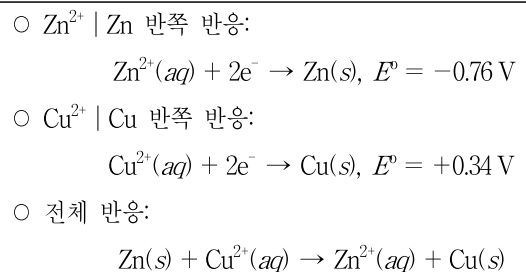 ○ Zn²⁺ | Zn 반쪽 반응:
Zn²⁺(aq) + 2e⁻ → Zn(s), E° = −0.76 V
○ Cu²⁺ | Cu 반쪽 반응:
Cu²⁺(aq) + 2e⁻ → Cu(s), E° = +0.34 V
○ 전체 반응:
Zn(s) + Cu²⁺(aq) → Zn²⁺(aq) + Cu(s)